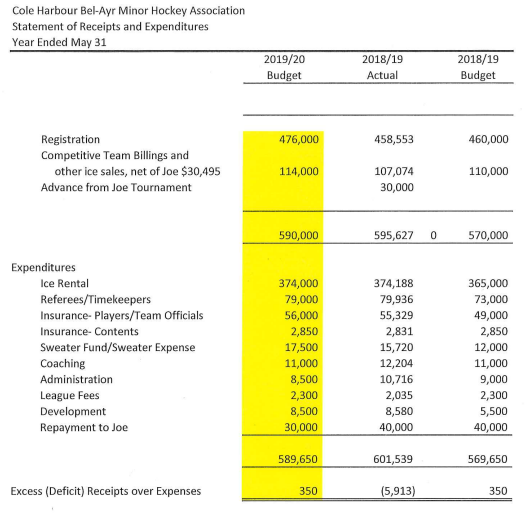 Cole Harbour Bel-Ayr Minor Hockey Association
Statement of Receipts and Expenditures
Year Ended May 31
2019/20 2018/19 2018/19
Budget Actual Budget
Registration 476,000 458,553 460,000
Competitive Team Billings and
other ice sales, net of Joe $30,495 114,000 107,074 110,000
Advance from Joe Tournament 30,000
590,000 595,627 0 570,000
Expenditures
Ice Rental 374,000 374,188 365,000
Referees/Timekeepers 79,000 79,936 73,000
Insurance- Players/Team Officials 56,000 55,329 49,000
Insurance- Contents 2,850 2,831 2,850
Sweater Fund/Sweater Expense 17,500 15,720 12,000
Coaching 11,000 12,204 11,000
Administration 8,500 10,716 9,000
League Fees 2,300 2,035 2,300
Development 8,500 8,580 5,500
Repayment to Joe 30,000 40,000 40,000
589,650 601,539 569,650
Excess (Deficit) Receipts over Expenses 350 (5,913) 350